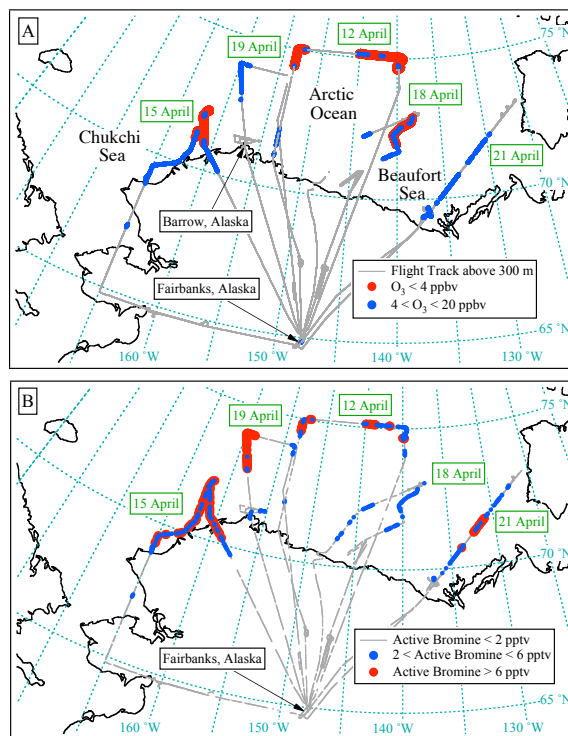 A
19 April
12 April
75 °N
15 April
Arctic
Ocean
18 April
Chukchi
Sea
21 April
70 °N
Beaufort
Sea
Barrow, Alaska
Fairbanks, Alaska
Flight Track above 300 m
O₃ < 4 ppbv
4 < O₃ < 20 ppbv
65 °N
160 °W
150 °W
140 °W
130 °W
B
19 April
12 April
75 °N
15 April
18 April
21 April
70 °N
Fairbanks, Alaska
Active Bromine < 2 pptv
2 < Active Bromine < 6 pptv
Active Bromine > 6 pptv
65 °N
160 °W
150 °W
140 °W
130 °W